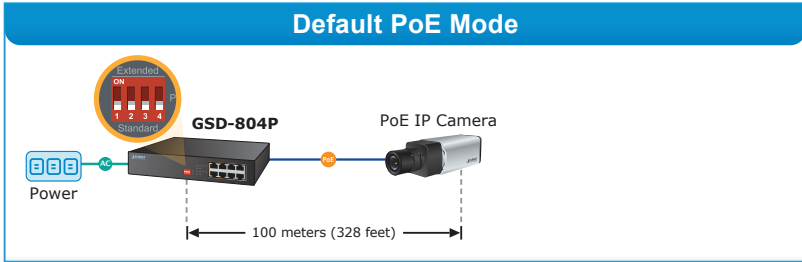 Default PoE Mode
Extended
ON
P
1 2 3 4
Standard
GSD-804P
PoE IP Camera
AC
PoE
Power
100 meters (328 feet)